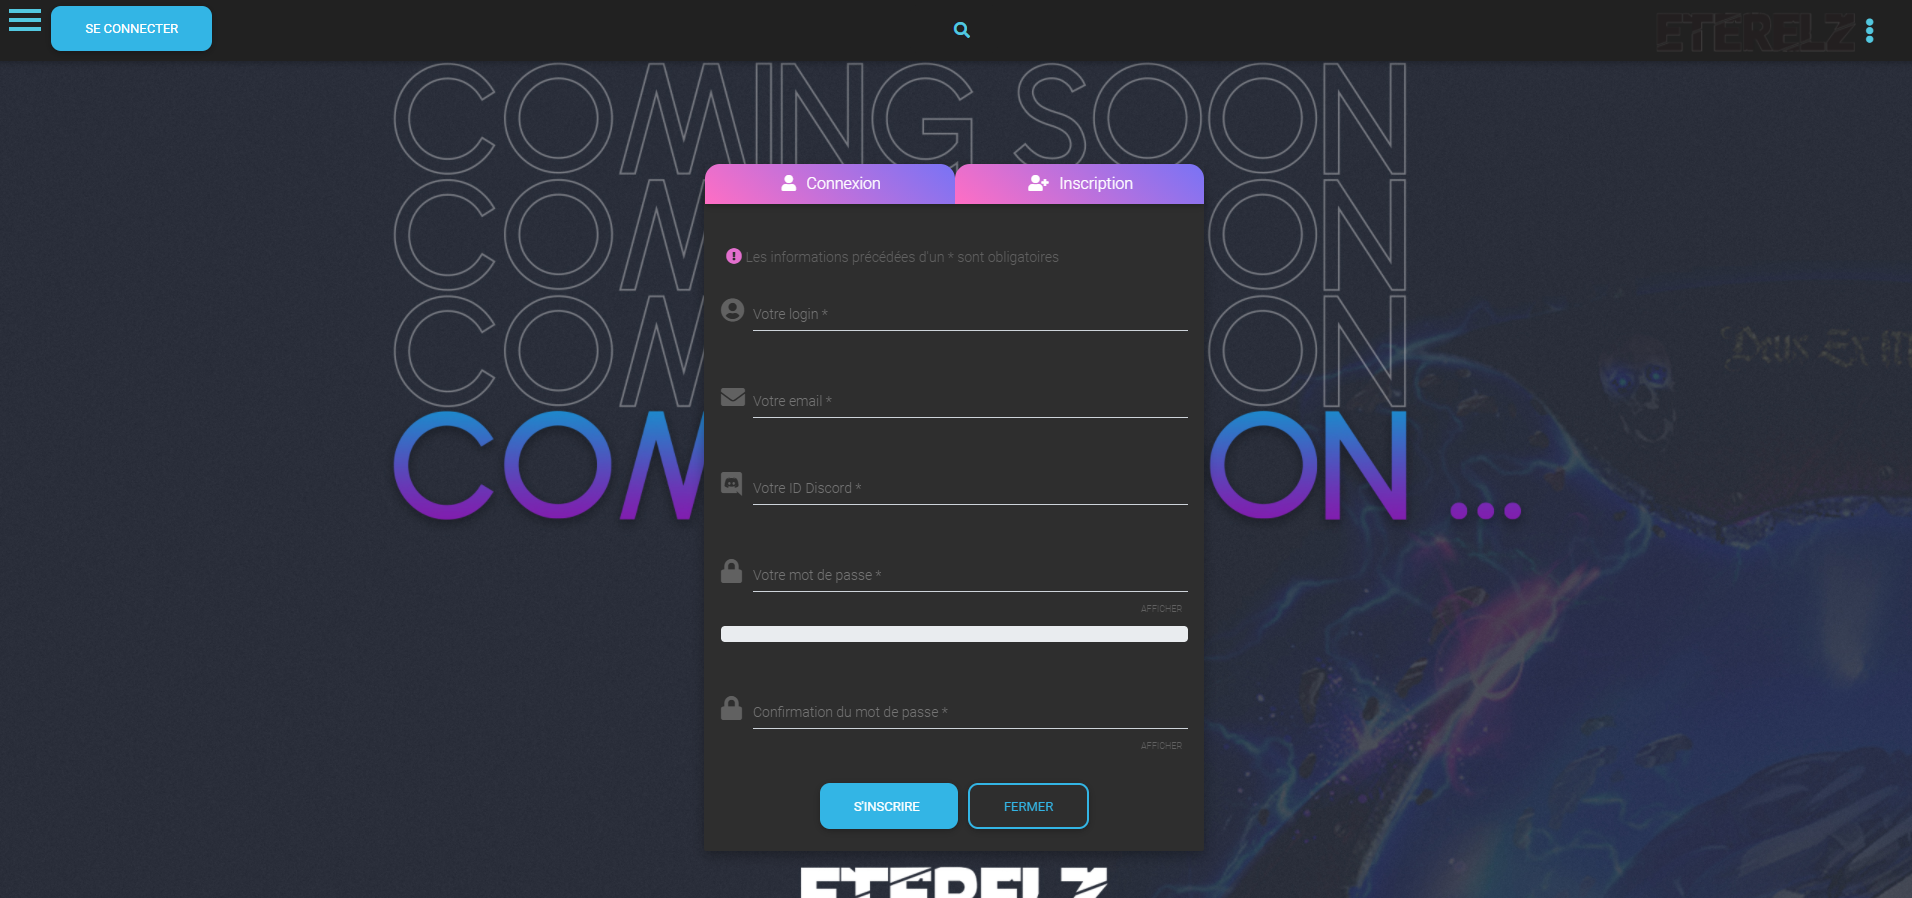 SE CONNECTER
ETERELZ
COMING SOON
COM ON
COM ON
COM ON ...
Connexion
Inscription
Les informations précédées d'un * sont obligatoires
Votre login *
Votre email *
Votre ID Discord *
Votre mot de passe *
AFFICHER
Confirmation du mot de passe *
AFFICHER
S'INSCRIRE
FERMER
Deus Ex
ETERELZ